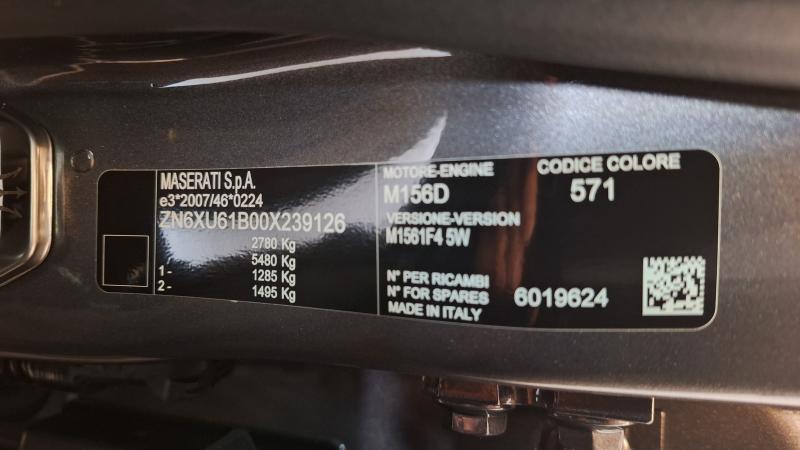 MASERATI S.p.A.
e3*2007/46*0224
ZN6XU61B00X239126
2780 Kg
5480 Kg
1- 1285 Kg
2- 1495 Kg
MOTORE-ENGINE
M156D
VERSIONE-VERSION
M1561F4 5W
N° PER RICAMBI
N° FOR SPARES 6019624
MADE IN ITALY
CODICE COLORE
571